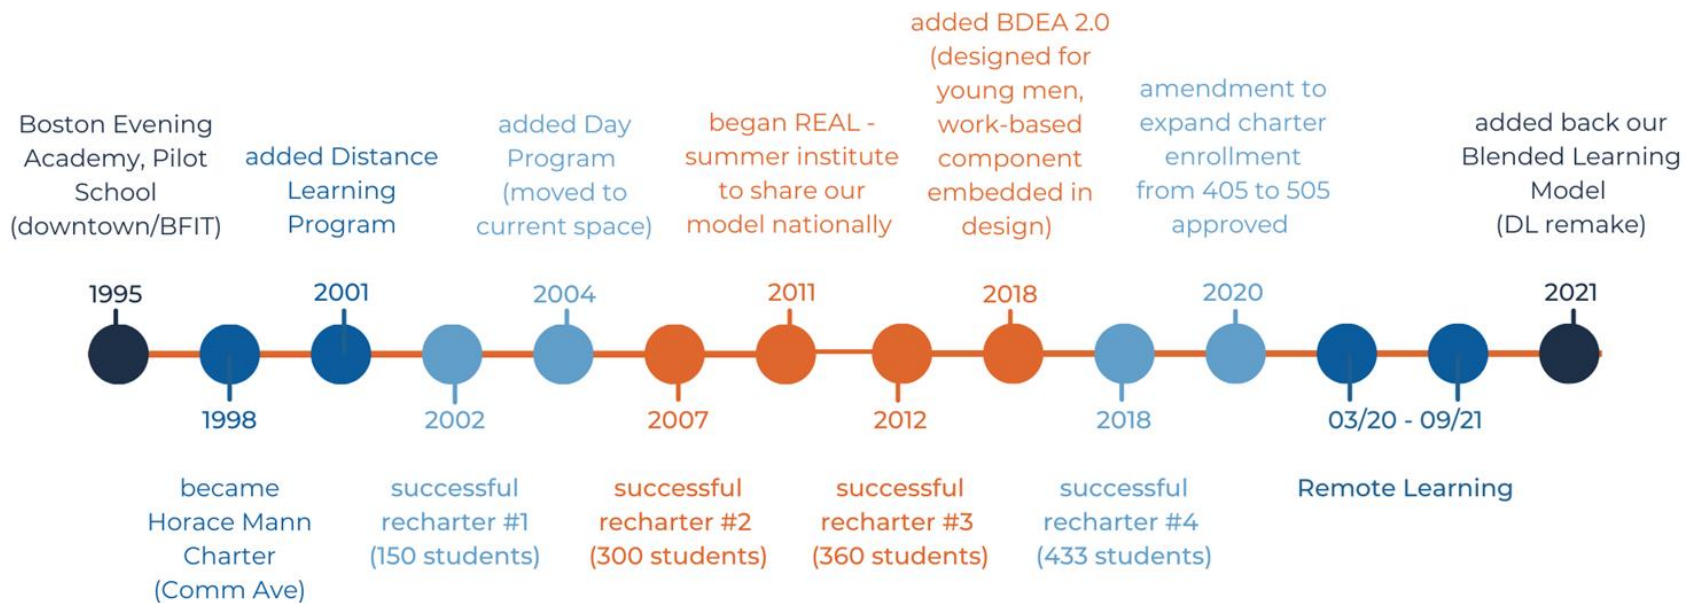 Boston Evening
Academy, Pilot
School
(downtown/BFIT)
1995
1998
became
Horace Mann
Charter
(Comm Ave)
added Distance
Learning
Program
2001
2002
successful
recharter #1
(150 students)
added Day
Program
(moved to
current space)
2004
2007
successful
recharter #2
(300 students)
began REAL -
summer institute
to share our
model nationally
2011
2012
successful
recharter #3
(360 students)
added BDEA 2.0
(designed for
young men,
work-based
component
embedded in
design)
2018
2018
successful
recharter #4
(433 students)
amendment to
expand charter
enrollment
from 405 to 505
approved
2020
03/20 - 09/21
Remote Learning
added back our
Blended Learning
Model
(DL remake)
2021